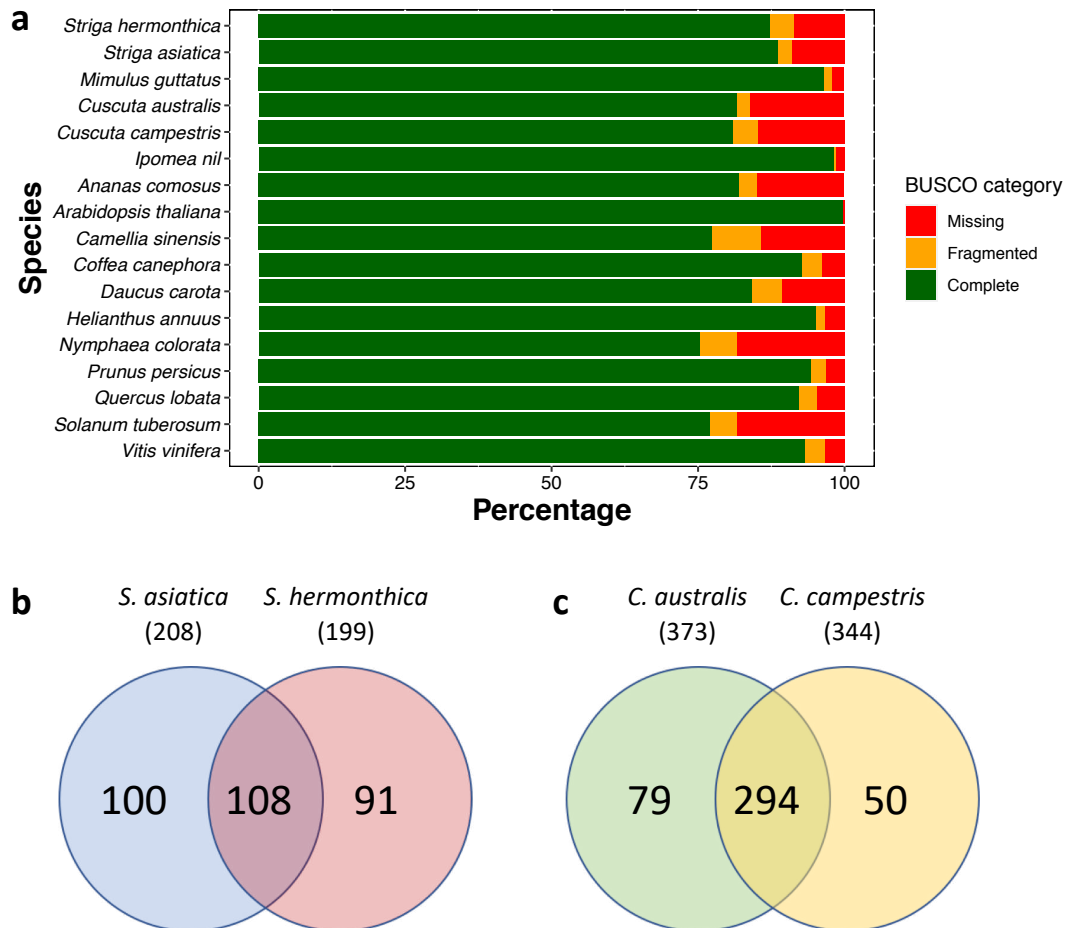 a
Species
Striga hermonthica
Striga asiatica
Mimulus guttatus
Cuscuta australis
Cuscuta campestris
Ipomea nil
Ananas comosus
Arabidopsis thaliana
Camellia sinensis
Coffea canephora
Daucus carota
Helianthus annuus
Nymphaea colorata
Prunus persicus
Quercus lobata
Solanum tuberosum
Vitis vinifera
0 25 50 75 100
Percentage
BUSCO category
Missing
Fragmented
Complete
b
S. asiatica S. hermonthica
(208) (199)
100 108 91
c
C. australis C. campestris
(373) (344)
79 294 50